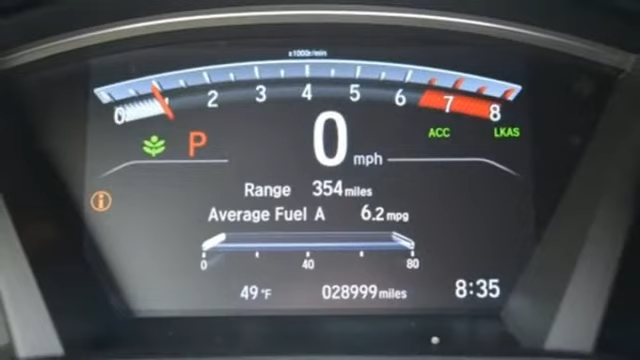 x1000r/min
0 2 3 4 5 6 7 8
P 0 mph ACC LKAS
Range 354 miles
i
Average Fuel A 6.2 mpg
0 40 80
49 °F 028999 miles 8:35